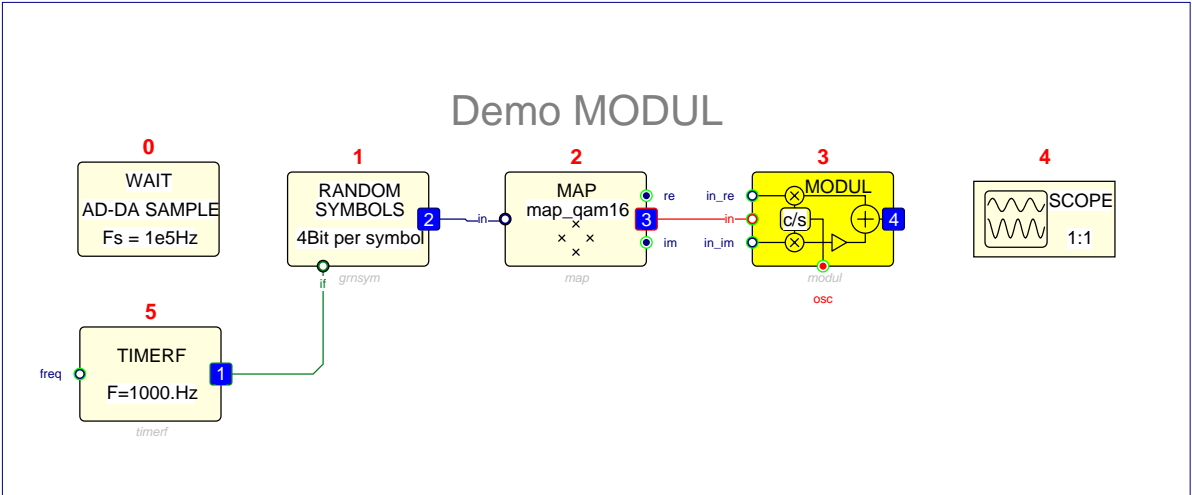 Demo MODUL
0
WAIT
AD-DA SAMPLE
Fs = 1e5Hz
1
RANDOM
SYMBOLS
4Bit per symbol
2
if
grnsym
2
in
MAP
map_qam16
re
3
im
map
3
in_re
in
in_im
MODUL
c/s
4
modul
osc
4
SCOPE
1:1
5
freq
TIMERF
F=1000.Hz
1
timerf